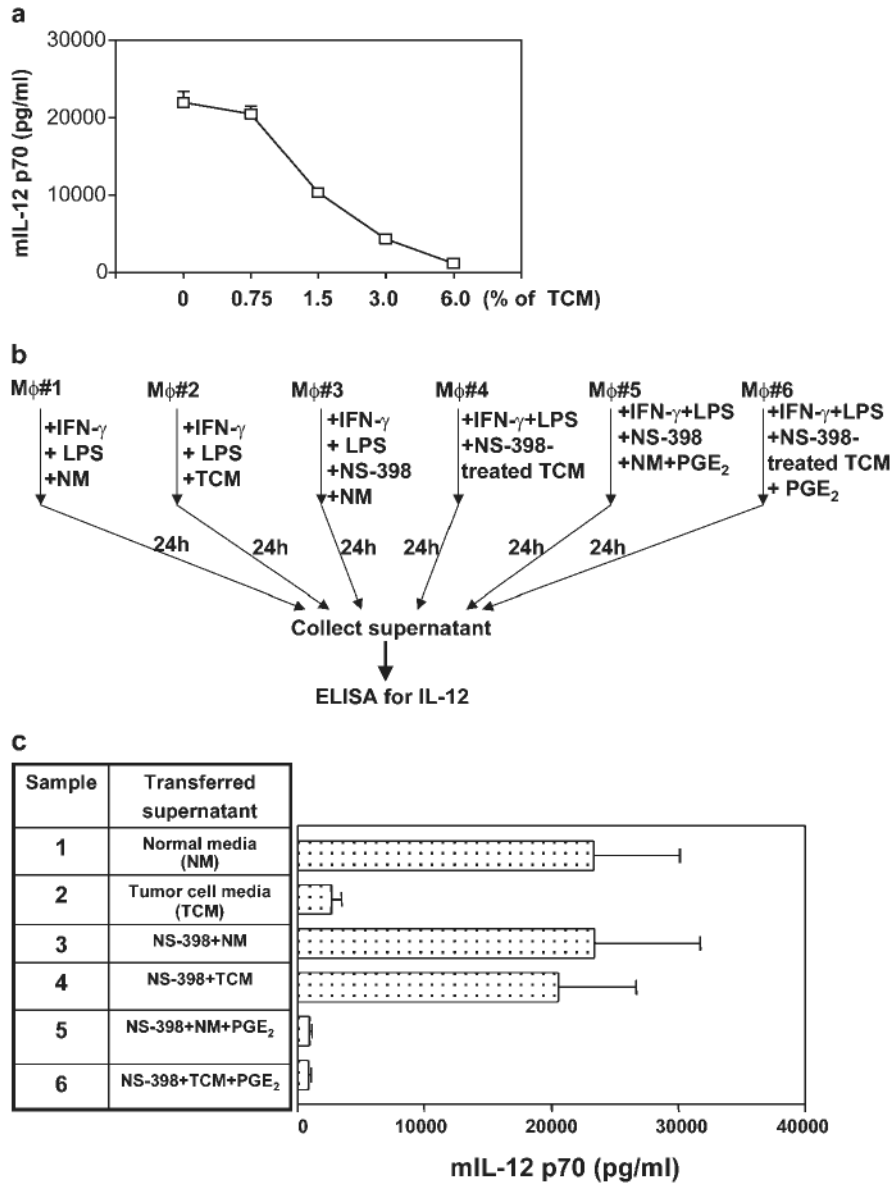 a
30000
20000
10000
0
mIL-12 p70 (pg/ml)
0 0.75 1.5 3.0 6.0 (% of TCM)
b
Mϕ#1 Mϕ#2 Mϕ#3 Mϕ#4 Mϕ#5 Mϕ#6
+IFN-γ
+ LPS
+NM
+IFN-γ
+ LPS
+TCM
+IFN-γ
+ LPS
+NS-398
+NM
+IFN-γ+LPS
+NS-398-
treated TCM
+IFN-γ+LPS
+NS-398
+NM+PGE₂
+IFN-γ+LPS
+NS-398-
treated TCM
+ PGE₂
24h 24h 24h 24h 24h 24h
Collect supernatant
ELISA for IL-12
c
Sample Transferred
supernatant
1 Normal media
(NM)
2 Tumor cell media
(TCM)
3 NS-398+NM
4 NS-398+TCM
5 NS-398+NM+PGE₂
6 NS-398+TCM+PGE₂
0 10000 20000 30000 40000
mIL-12 p70 (pg/ml)